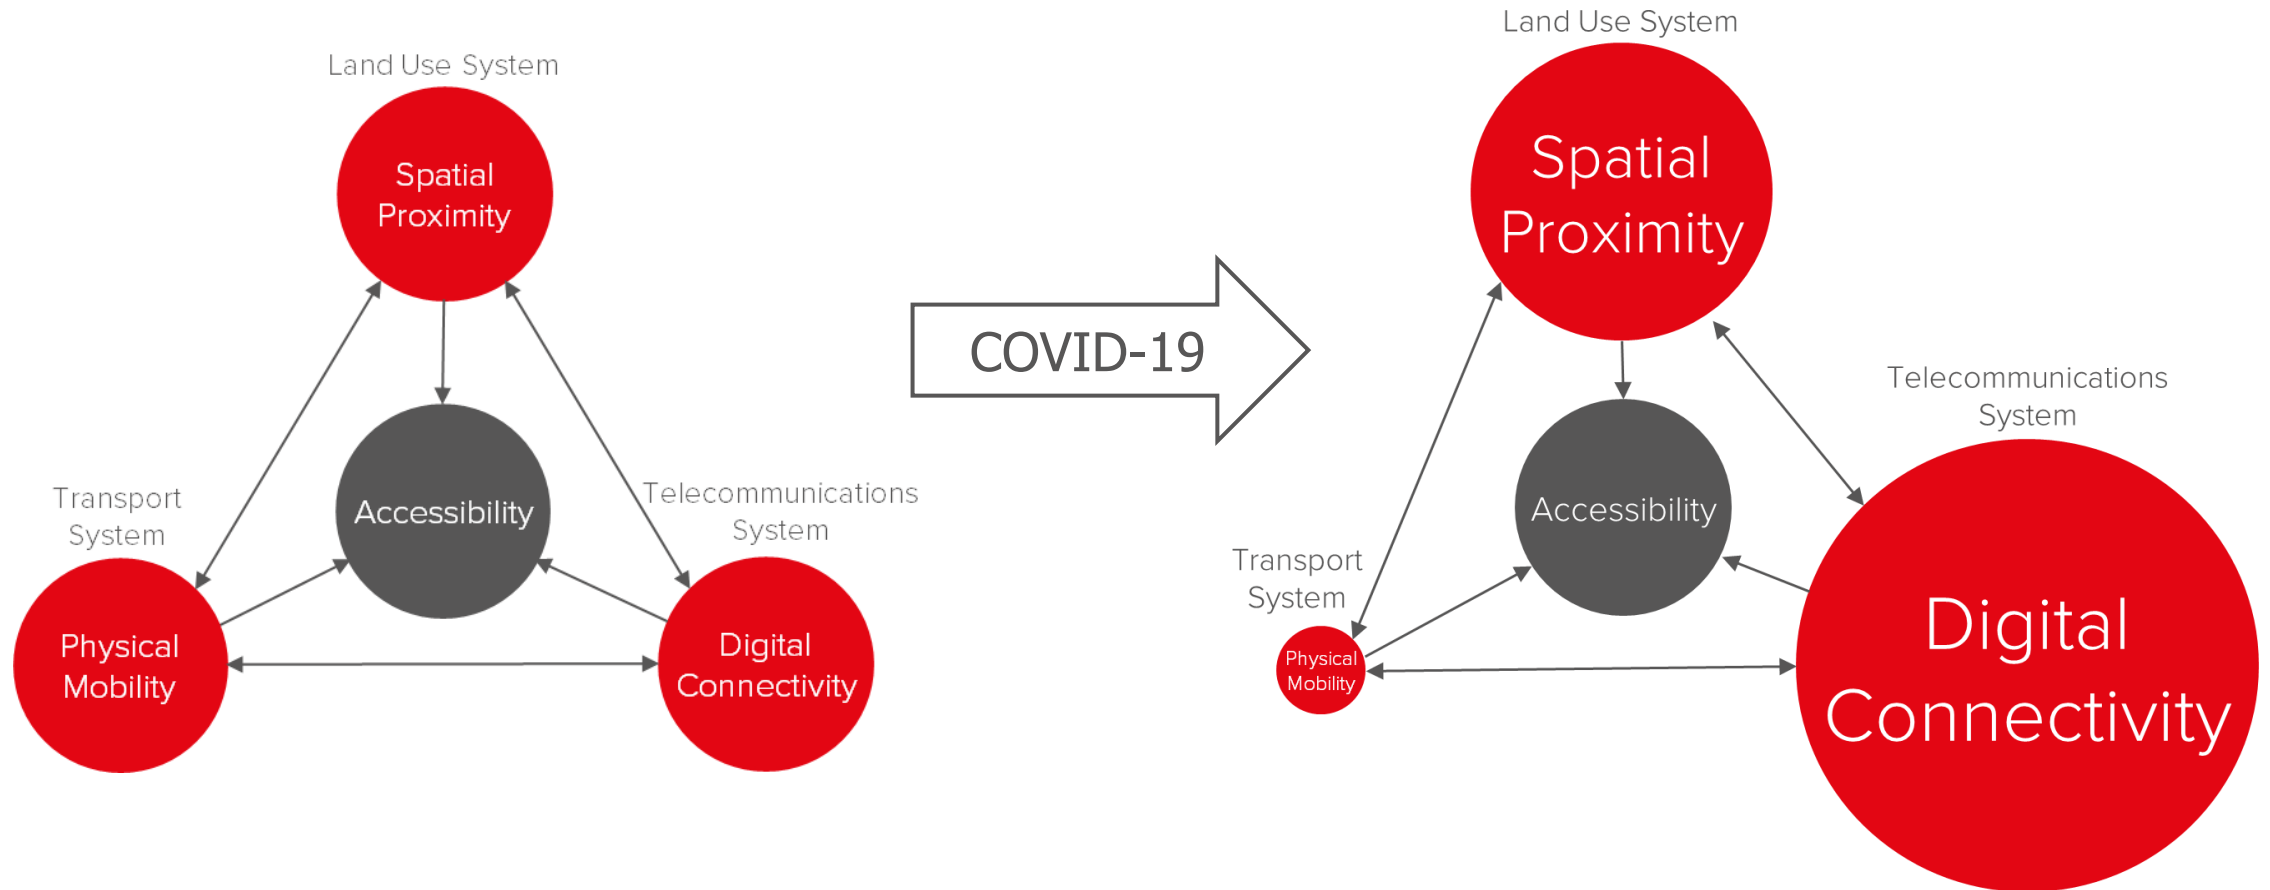 Land Use System
Spatial
Proximity
Transport
System
Accessibility
Telecommunications
System
Physical
Mobility
Digital
Connectivity
COVID-19
Land Use System
Spatial
Proximity
Telecommunications
System
Accessibility
Transport
System
Physical
Mobility
Digital
Connectivity